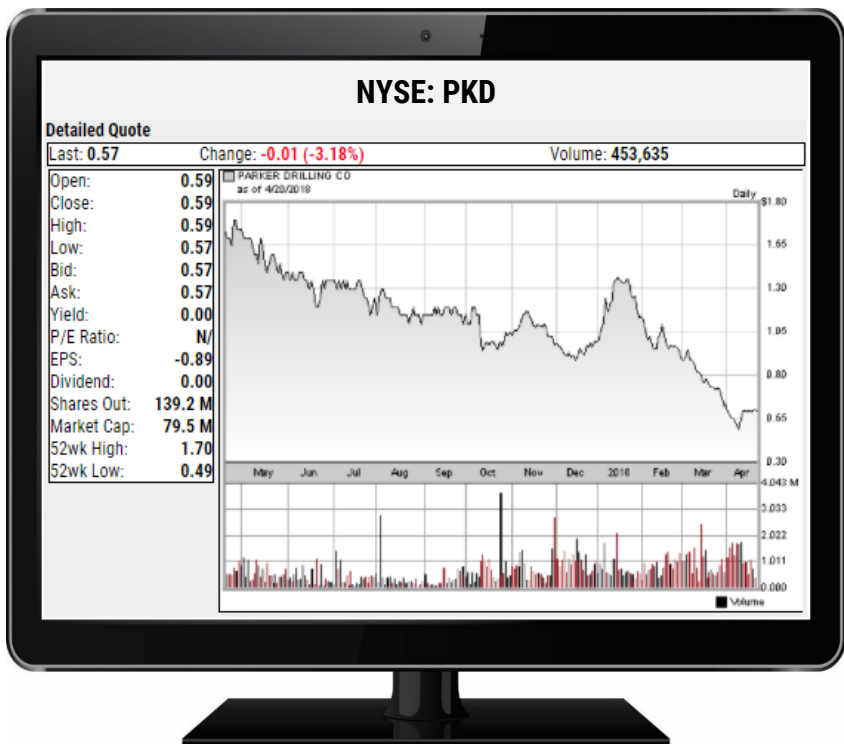 NYSE: PKD
Detailed Quote
Last: 0.57 Change: -0.01 (-3.18%) Volume: 453,635
Open: 0.59
Close: 0.59
High: 0.59
Low: 0.57
Bid: 0.57
Ask: 0.57
Yield: 0.00
P/E Ratio: N/
EPS: -0.89
Dividend: 0.00
Shares Out: 139.2 M
Market Cap: 79.5 M
52wk High: 1.70
52wk Low: 0.49
PARKER DRILLING CO
as of 4/20/2018
Daily
$1.80
1.55
1.30
1.05
0.80
0.55
0.30
May Jun Jul Aug Sep Oct Nov Dec 2018 Feb Mar Apr
4.043 M
3.033
2.022
1.011
0.000
Volume